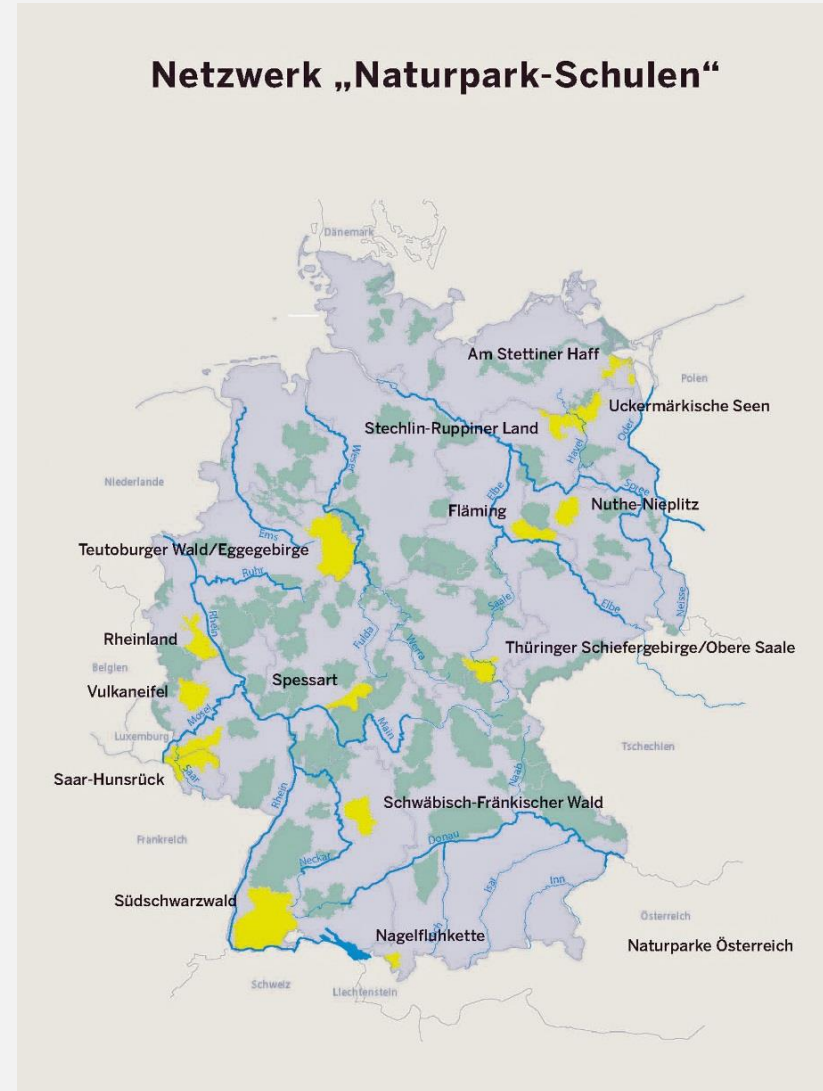 Netzwerk „Naturpark-Schulen“
Dänemark
Am Stettiner Haff
Polen
Uckermärkische Seen
Stechlin-Ruppiner Land
Havel
Oder
Weser
Niederlande
Elbe
Spree
Fläming
Nuthe-Nieplitz
Ems
Teutoburger Wald/Eggegebirge
Ruhr
Saale
Elbe
Neisse
Rheinland
Rhein
Fulda
Werra
Thüringer Schiefergebirge/Obere Saale
Belgien
Spessart
Vulkaneifel
Mosel
Main
Luxemburg
Tschechien
Saar-Hunsrück
Saar
Rhein
Naab
Schwäbisch-Fränkischer Wald
Frankreich
Donau
Neckar
Isar
Inn
Südschwarzwald
Österreich
Nagelfluhkette
Naturparke Österreich
Schweiz
Liechtenstein